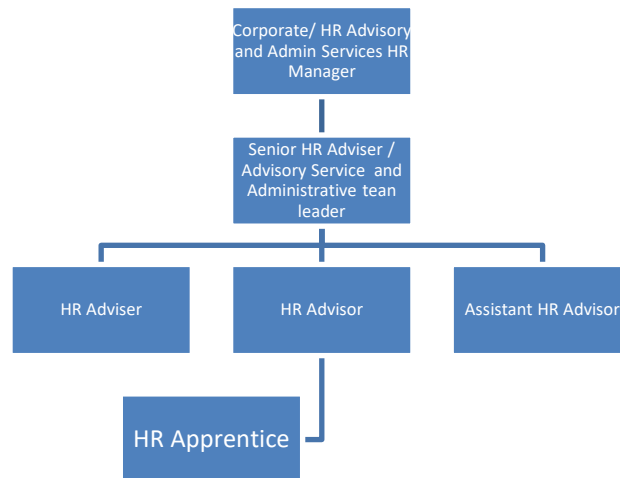 Corporate/ HR Advisory
and Admin Services HR
Manager
Senior HR Adviser /
Advisory Service and
Administrative tean
leader
HR Adviser
HR Advisor
Assistant HR Advisor
HR Apprentice